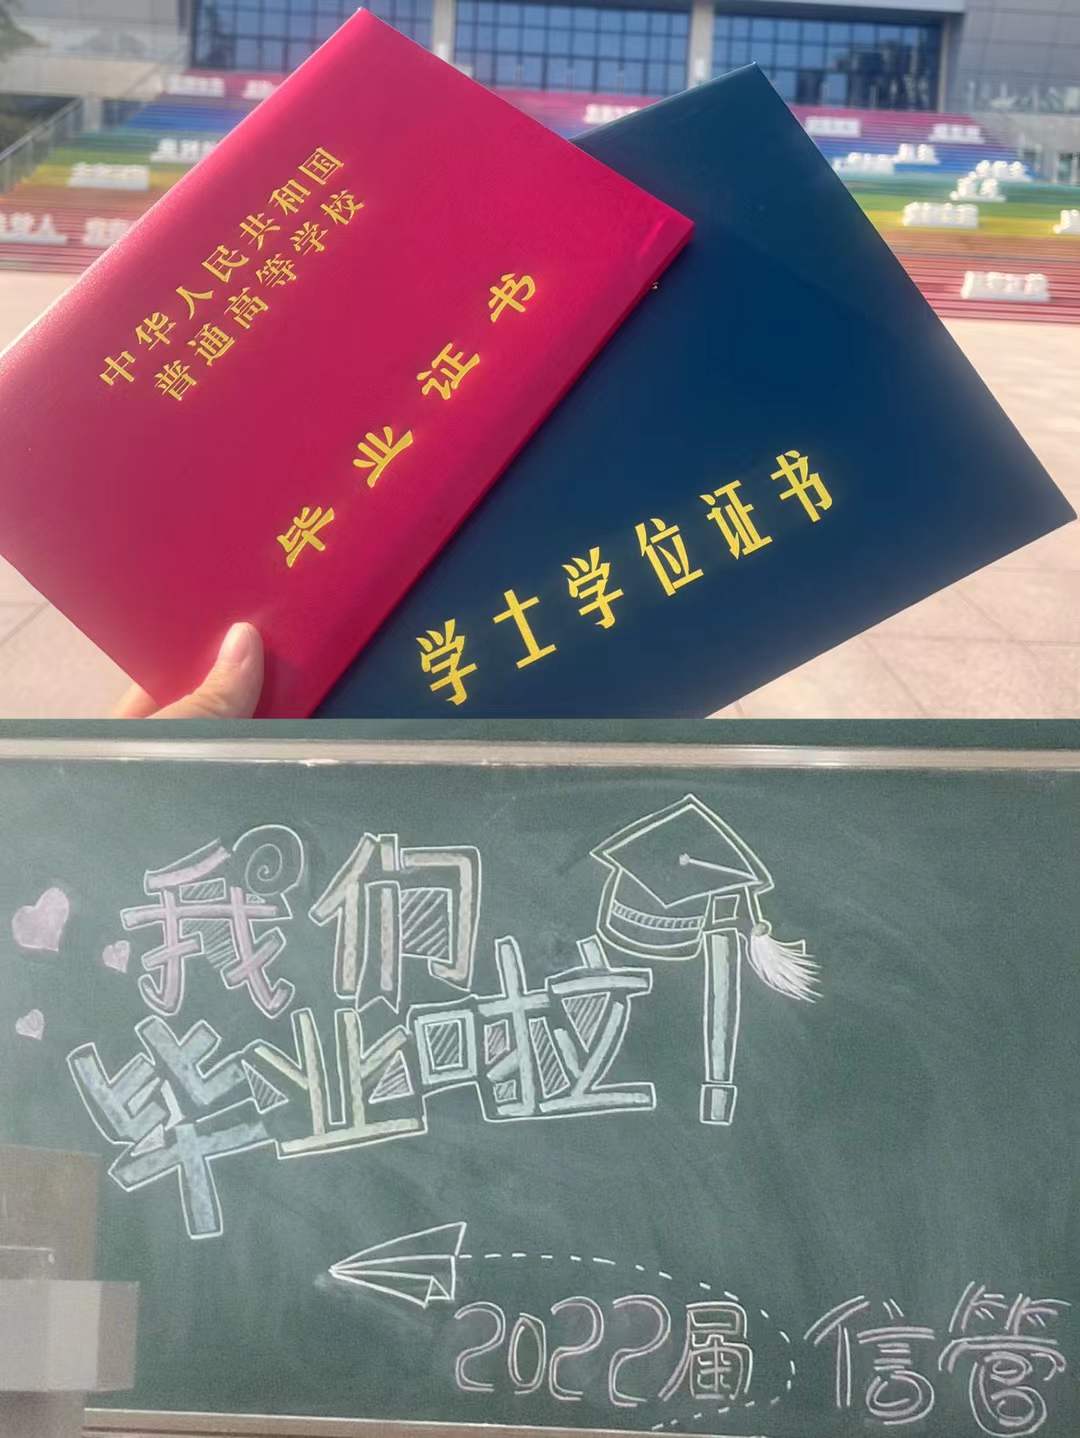 中华人民共和国
普通高等学校
毕业证书
学士学位证书
我们
毕业啦!
2022届 信管